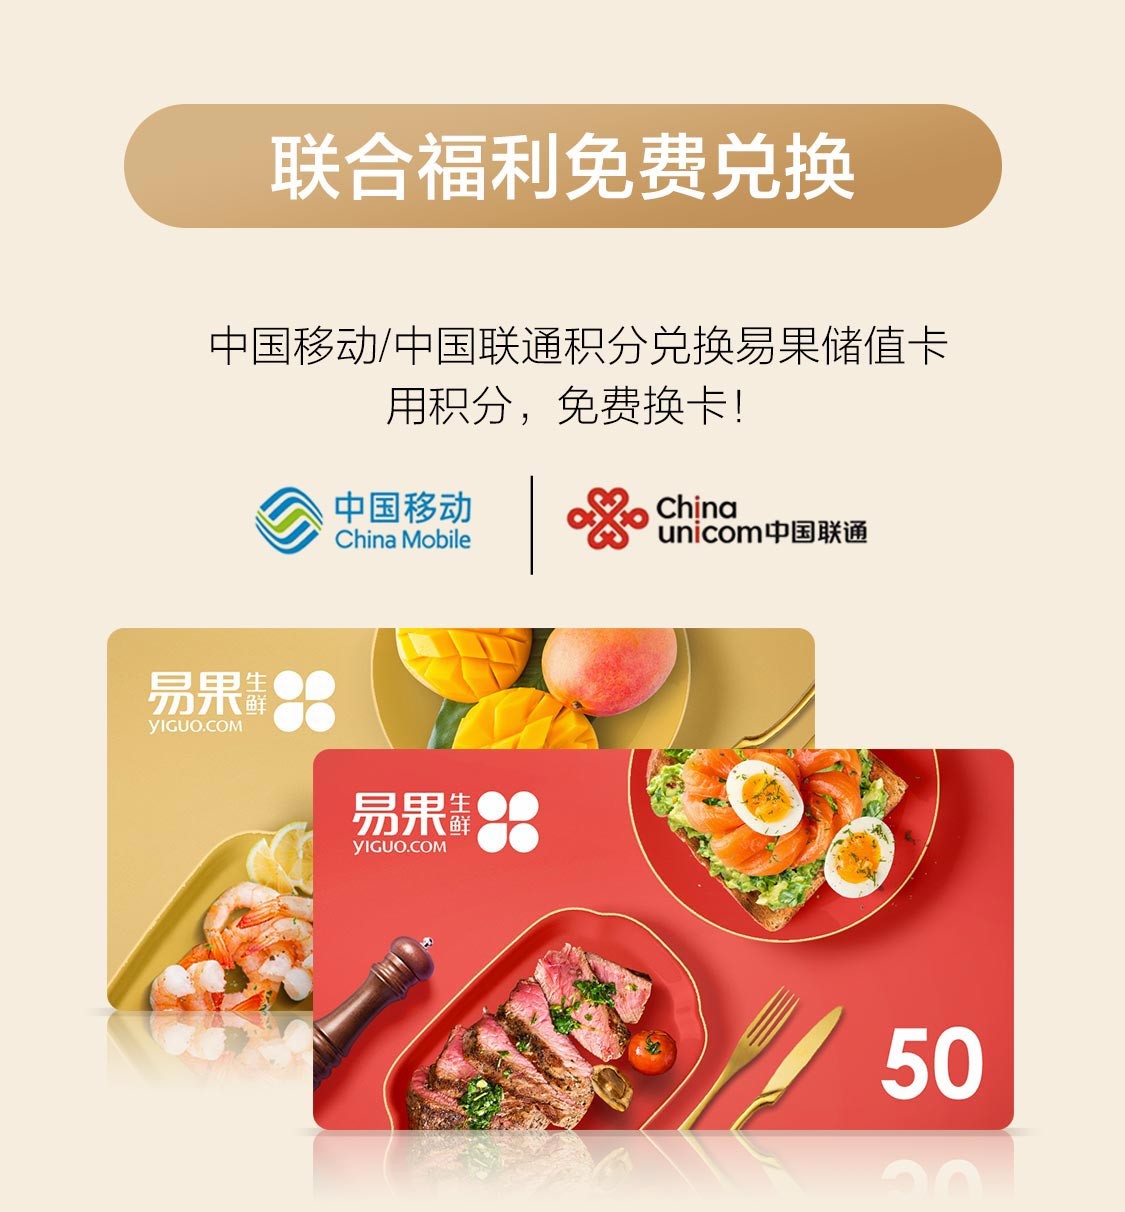 联合福利免费兑换
中国移动/中国联通积分兑换易果储值卡
用积分，免费换卡！
中国移动
China Mobile
China
unicom中国联通
易果生鲜
YIGUO.COM
易果生鲜
YIGUO.COM
50